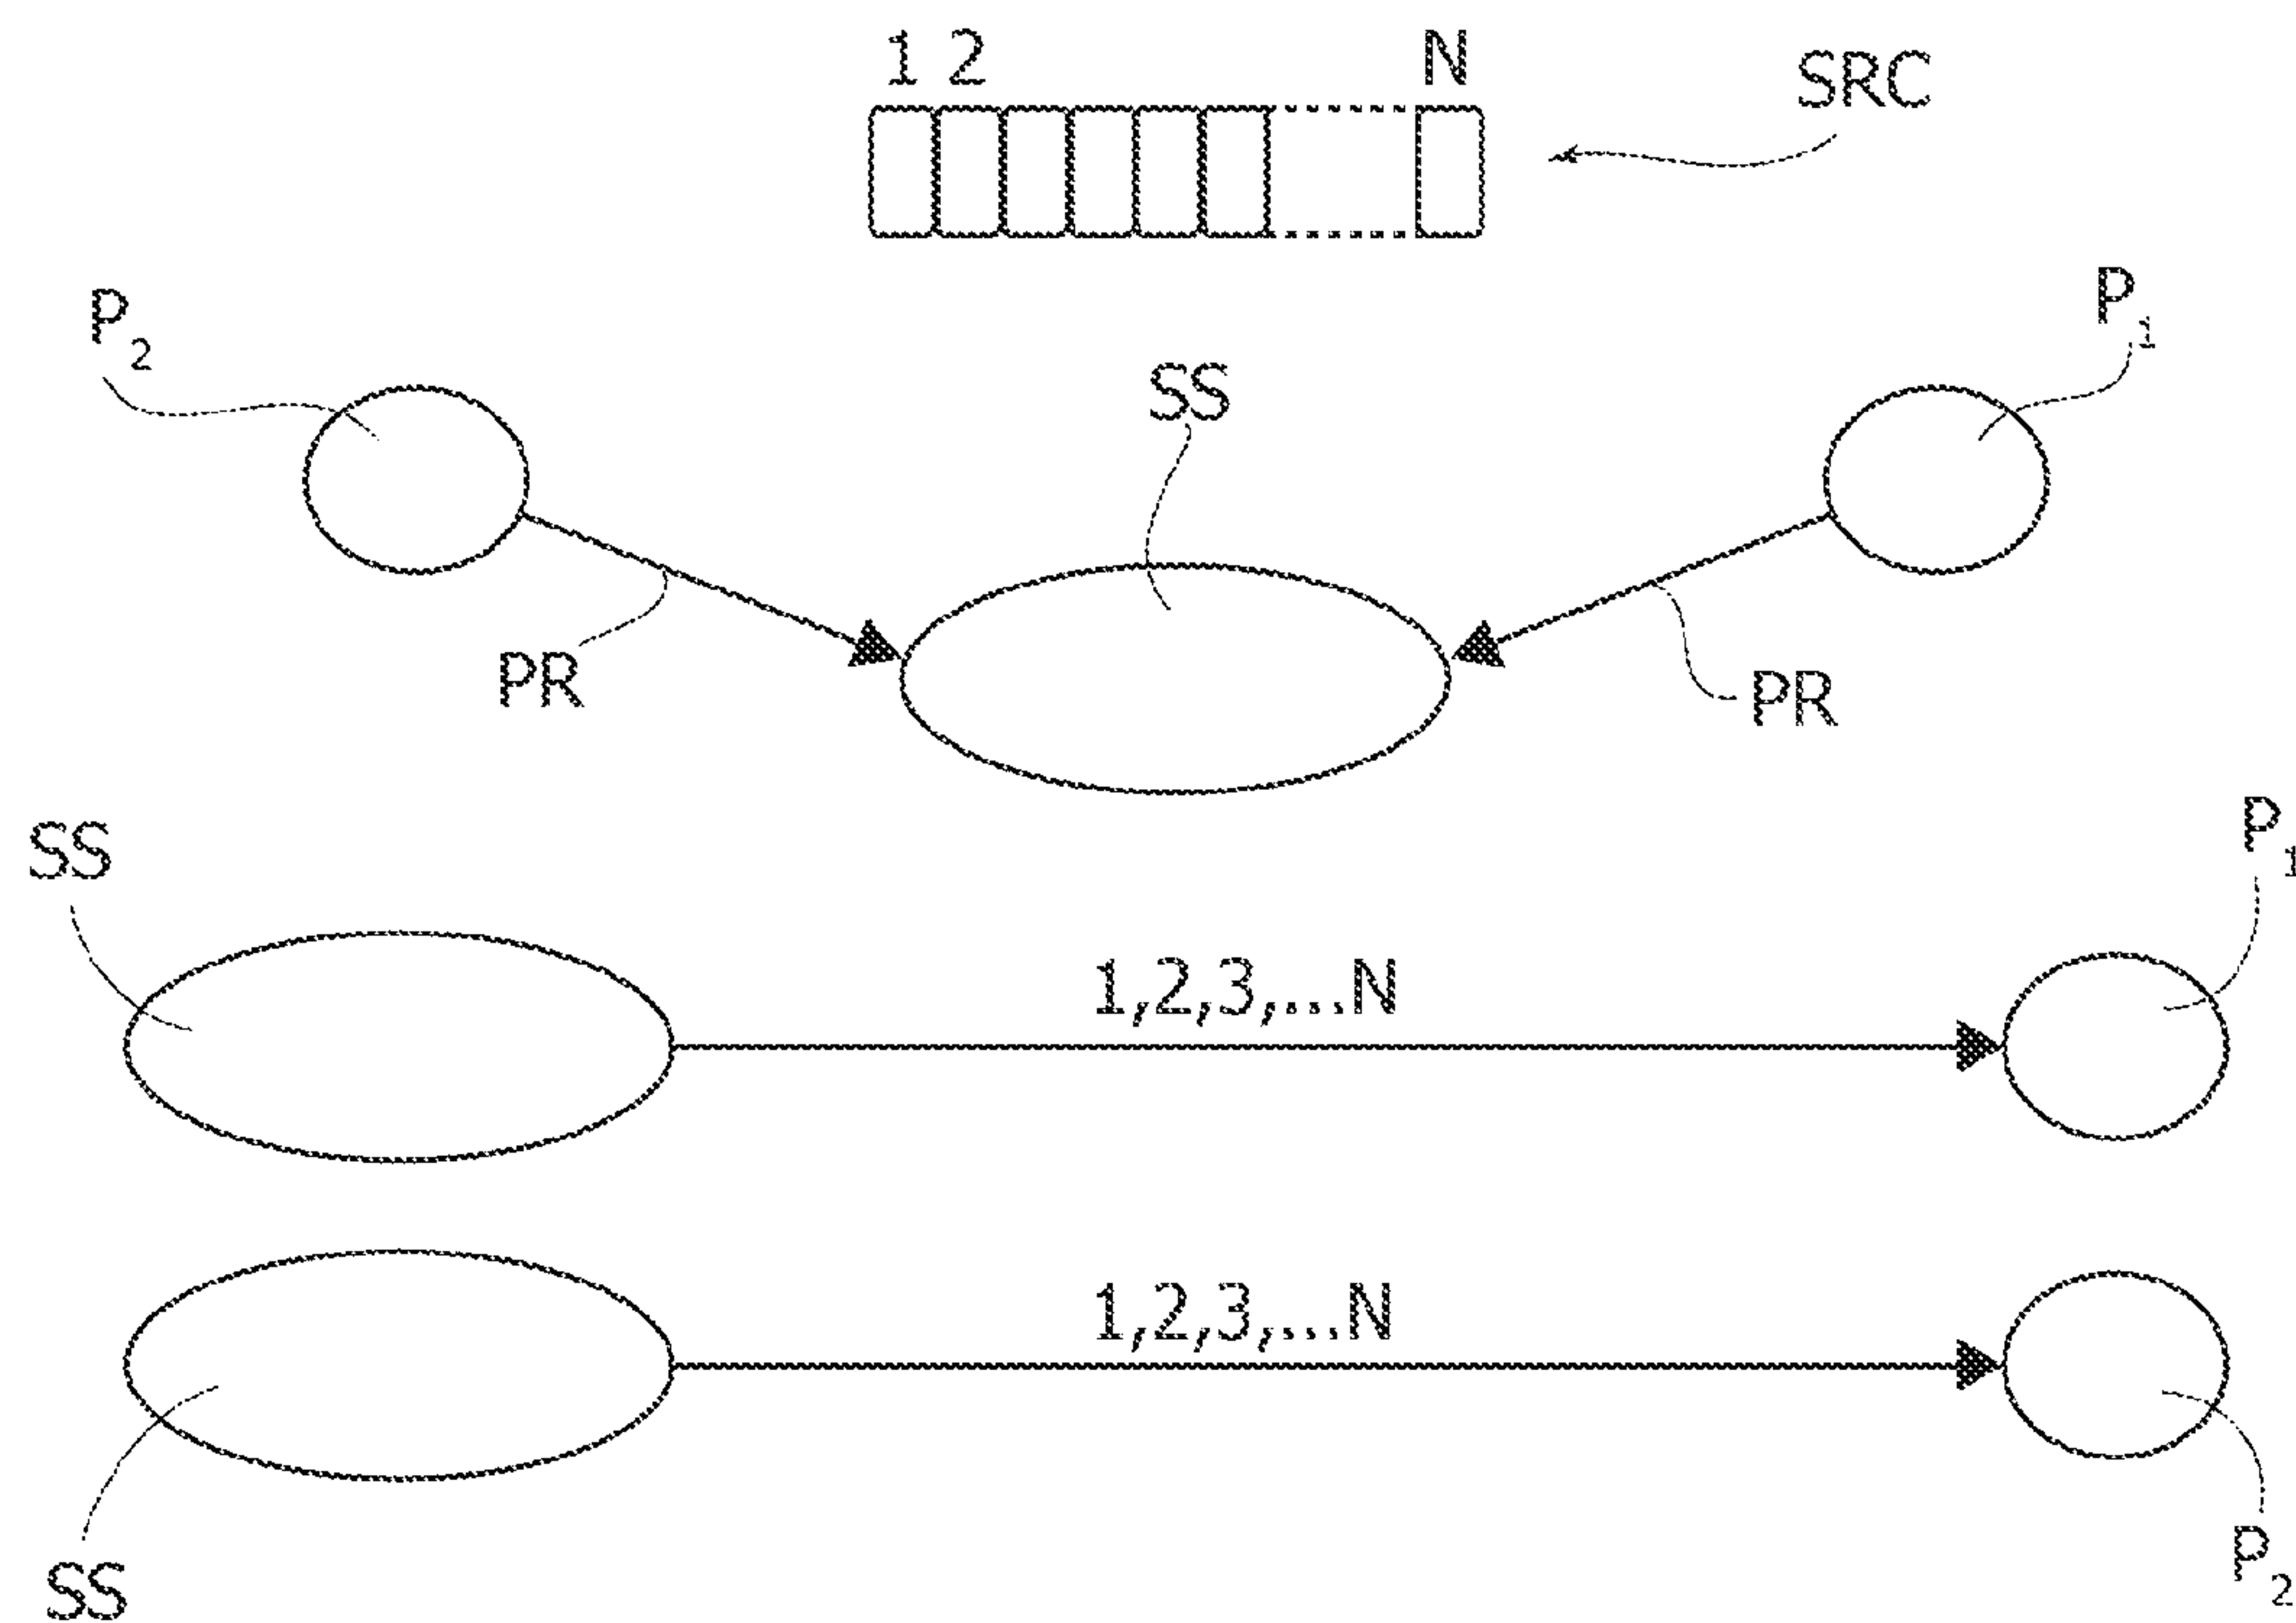 1 2 N
SRC
P₂
P₁
SS
PR
PR
SS
P₁
1,2,3,...N
1,2,3,...N
SS
P₂